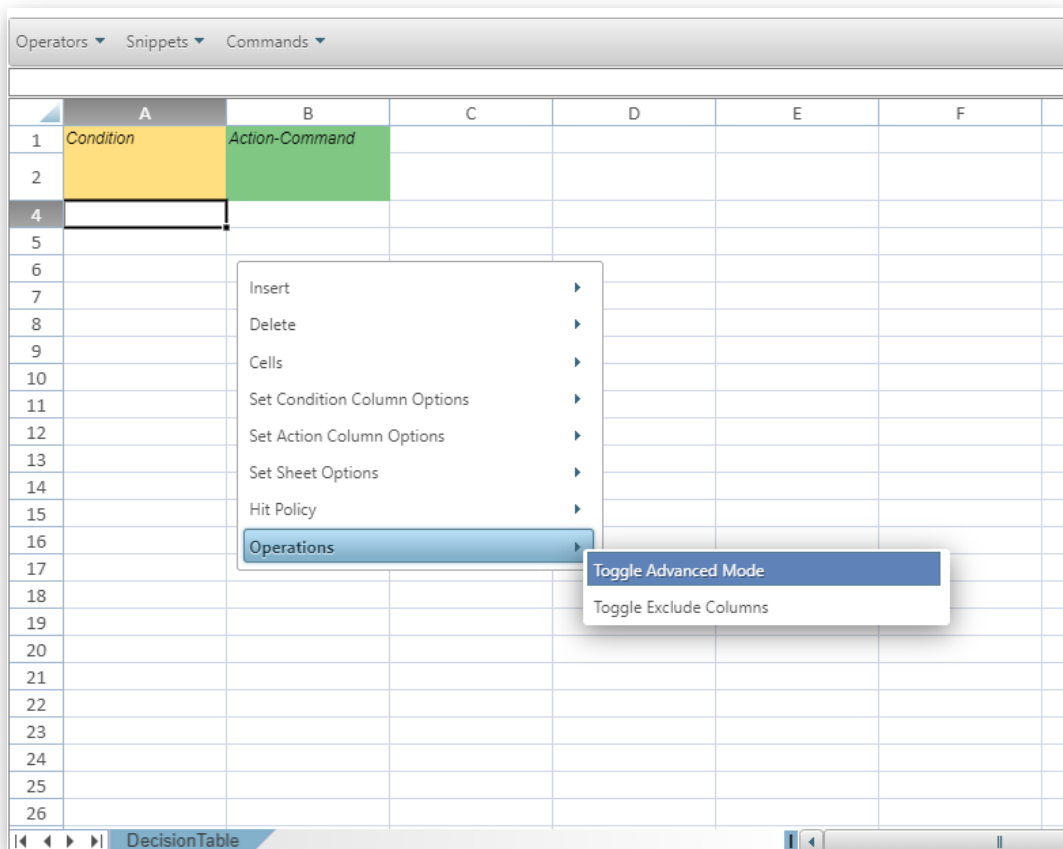 Operators Snippets Commands
A B C D E F
1 Condition Action-Command
2
4
5
6
Insert
7
8 Delete
9
Cells
10
11 Set Condition Column Options
12 Set Action Column Options
13
Set Sheet Options
14
15 Hit Policy
16 Operations
17 Toggle Advanced Mode
18
Toggle Exclude Columns
19
20
21
22
23
24
25
26
DecisionTable